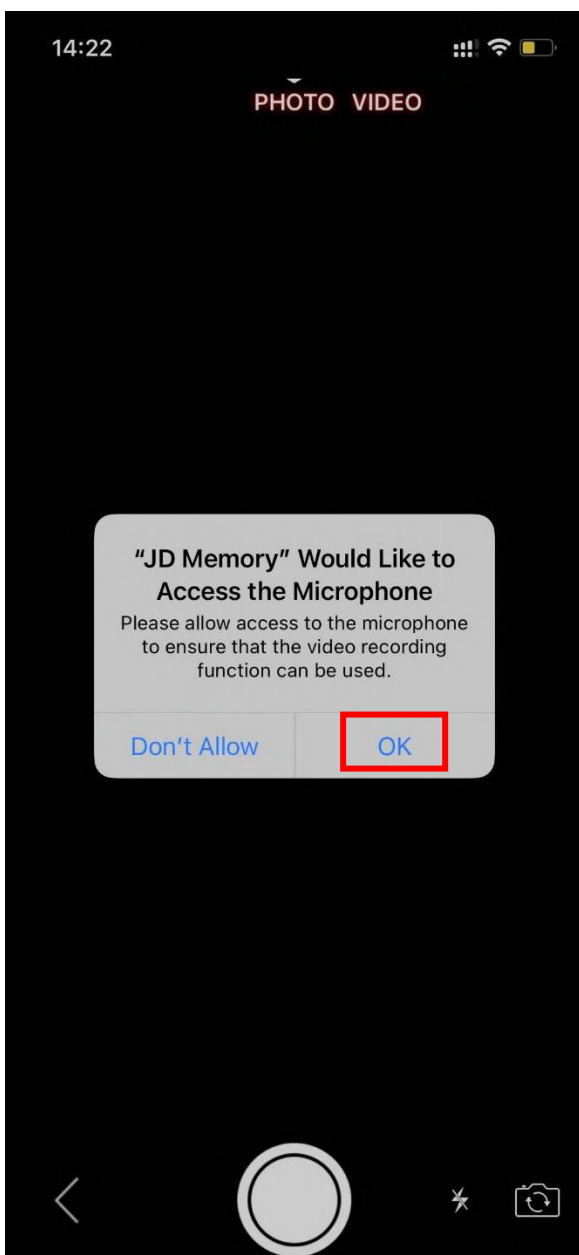 14:22
PHOTO VIDEO
“JD Memory” Would Like to
Access the Microphone
Please allow access to the microphone
to ensure that the video recording
function can be used.
Don’t Allow OK